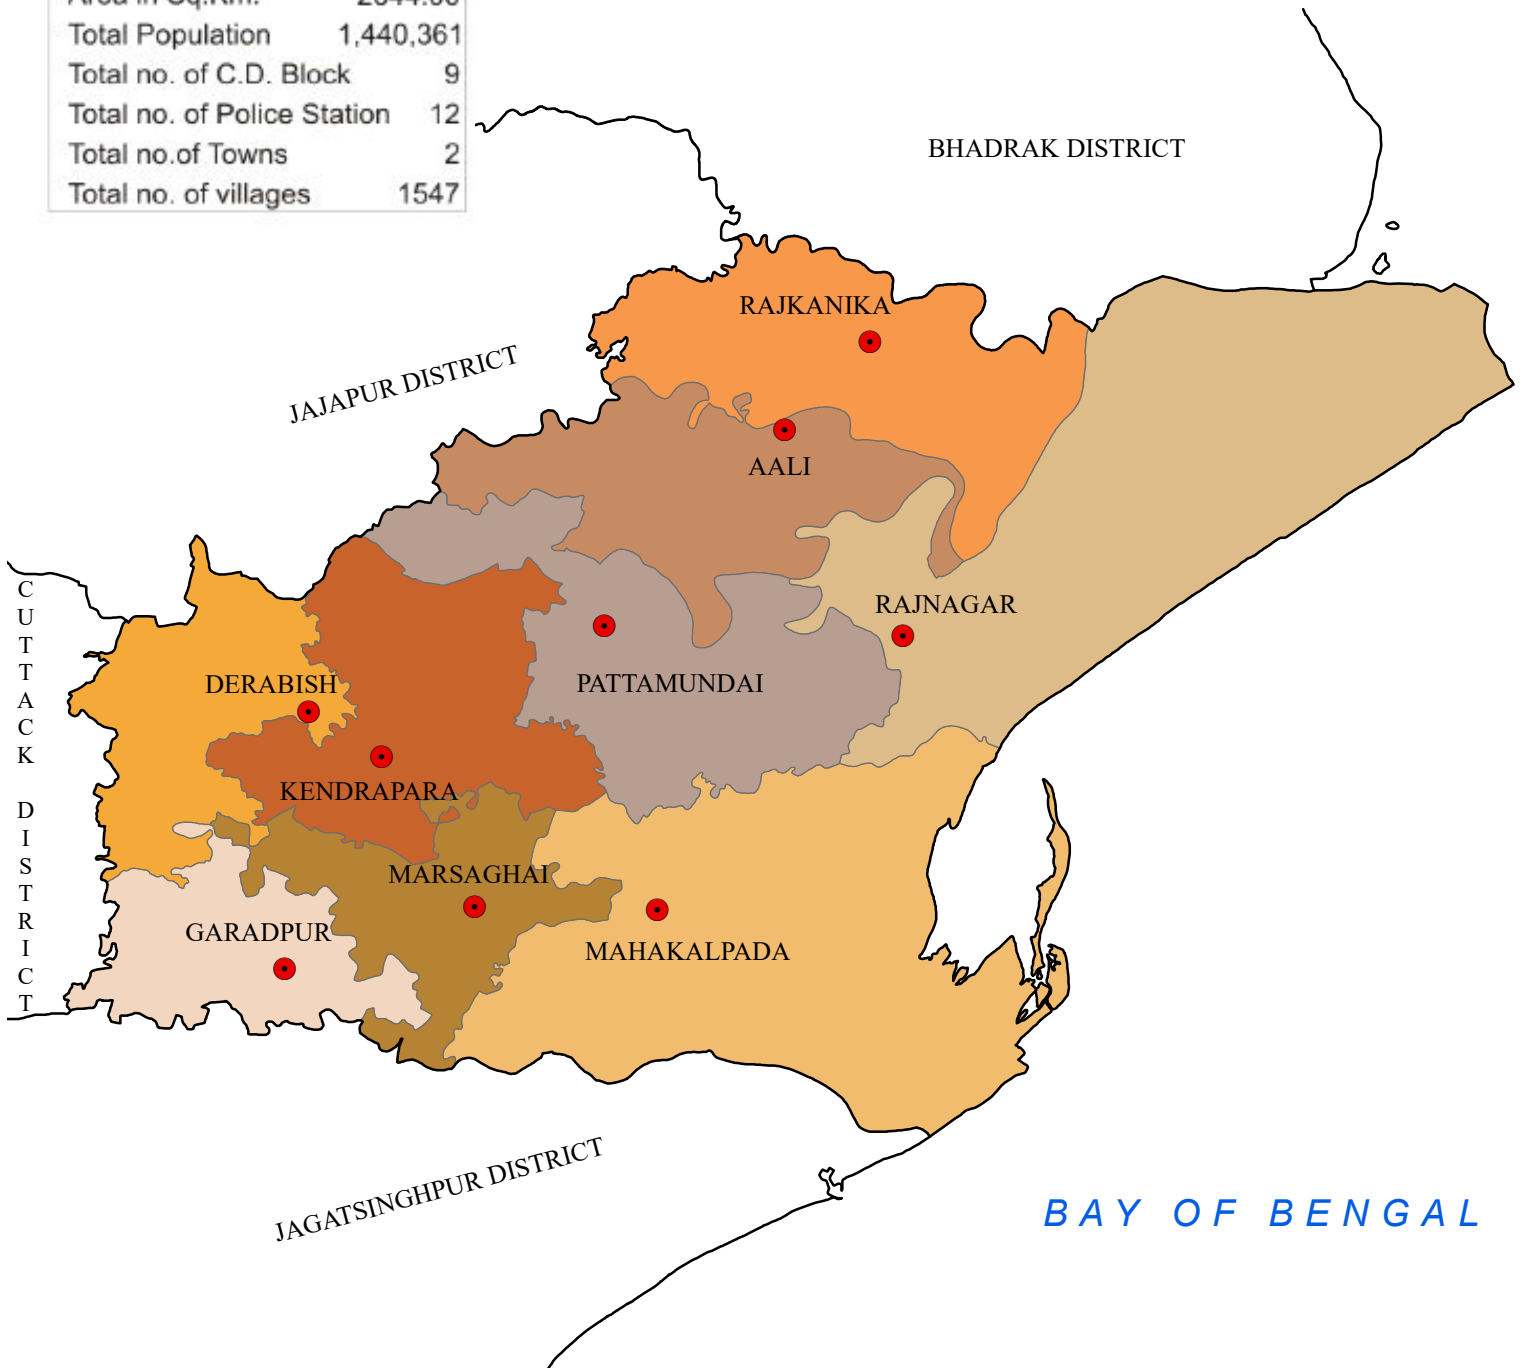 Total Population 1,440,361
Total no. of C.D. Block 9
Total no. of Police Station 12
Total no.of Towns 2
Total no. of villages 1547
BHADRAK DISTRICT
RAJKANIKA
JAJAPUR DISTRICT
AALI
CUTTACK DISTRICT
RAJNAGAR
DERABISH
PATTAMUNDAI
KENDRAPARA
MARSAGHAI
GARADPUR
MAHAKALPADA
JAGATSINGHPUR DISTRICT
BAY OF BENGAL